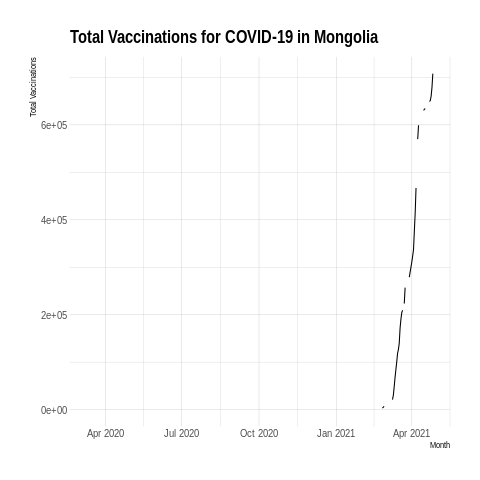 Total Vaccinations for COVID-19 in Mongolia
Total Vaccinations
6e+05
4e+05
2e+05
0e+00
Apr 2020 Jul 2020 Oct 2020 Jan 2021 Apr 2021
Month